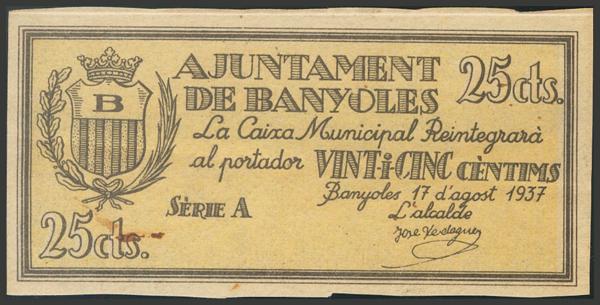 B
AJUNTAMENT
DE BANYOLES
25cts.
La Caixa Municipal Reintegrarà
al portador VINT-i-CINC CÈNTIMS
Banyoles 17 d'agost 1937
SÈRIE A
L'alcalde
25cts.